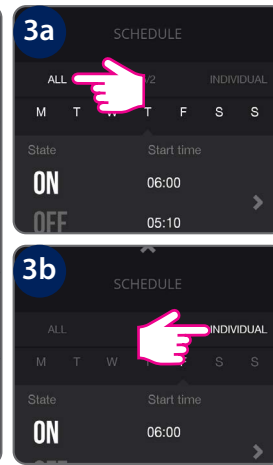 3a
SCHEDULE
ALL /2 INDIVIDUAL
M T W T F S S
State Start time
ON 06:00
OFF 05:10
3b
SCHEDULE
ALL INDIVIDUAL
M T W T F S S
State Start time
ON 06:00